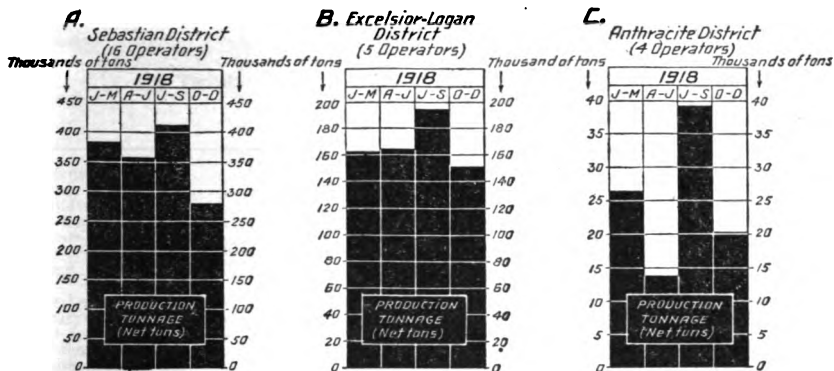 A. Sebastian District
(16 Operators)
Thousands of tons Thousands of tons
1918
J-M A-J J-S O-D
450 450
400 400
350 350
300 300
250 250
200 200
150 150
100 100
50 50
0 0
PRODUCTION
TONNAGE
(Net tons)
B. Excelsior-Logan
District
(5 Operators)
Thousands of tons
1918
J-M A-J J-S O-D
200 200
180 180
160 160
140 140
120 120
100 100
80 80
60 60
40 40
20 20
0 0
PRODUCTION
TONNAGE
(Net tons)
C. Anthracite District
(4 Operators)
Thousands of tons
1918
J-M A-J J-S O-D
40 40
35 35
30 30
25 25
20 20
15 15
10 10
5 5
0 0
PRODUCTION
TONNAGE
(Net tons)